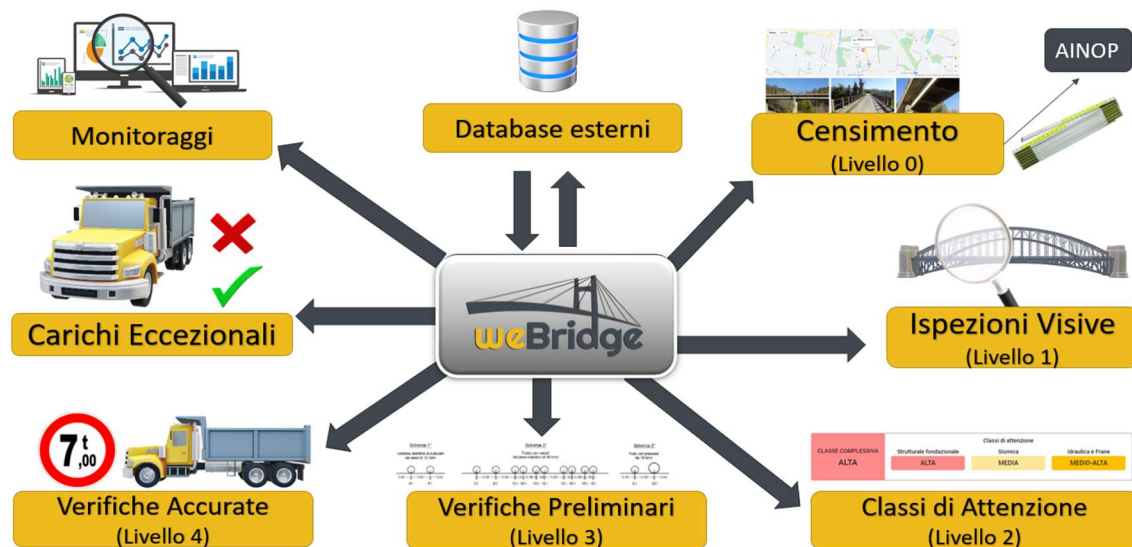 Monitoraggi
Database esterni
Censimento
(Livello 0)
AINOP
Carichi Eccezionali
weBridge
Ispezioni Visive
(Livello 1)
7,00 t
Verifiche Accurate
(Livello 4)
Schema 1°
Schema 2°
Schema 3°
Verifiche Preliminari
(Livello 3)
Classi di attenzione
CLASSE COMPLESSIVA
ALTA
Strutturale fondazionale
Sismica
Idraulica e Frane
ALTA
MEDIA
MEDIO-ALTA
Classi di Attenzione
(Livello 2)